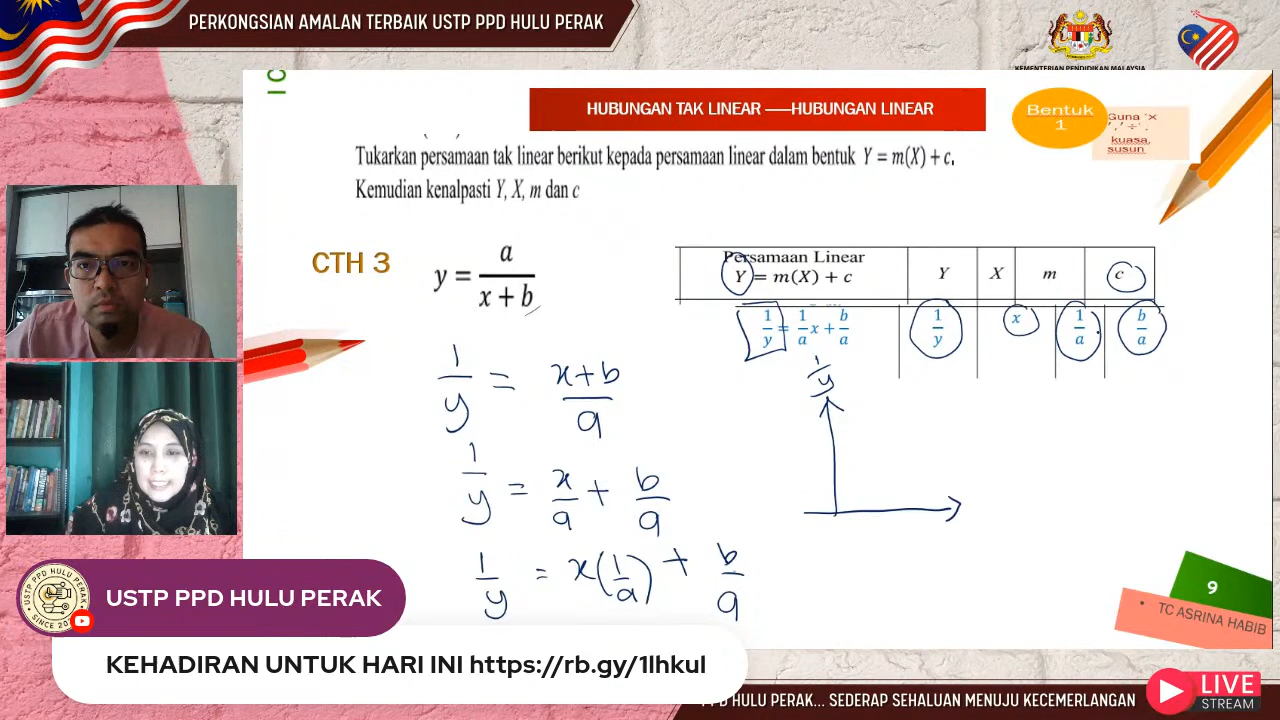 PERKONGSIAN AMALAN TERBAIK USTP PPD HULU PERAK
KEMENTERIAN PENDIDIKAN MALAYSIA
HUBUNGAN TAK LINEAR ——HUBUNGAN LINEAR
Bentuk
1
Guna 'x
', ' ÷ ',
kuasa,
susun
Tukarkan persamaan tak linear berikut kepada persamaan linear dalam bentuk Y = m(X) + c.
Kemudian kenalpasti Y, X, m dan c
CTH 3
y = a/(x + b)
Persamaan Linear
Y = m(X) + c
Y
X
m
c
1/y = 1/a x + b/a
1/y
x
1/a
b/a
1/y = (x+b)/a
1/y = x/a + b/a
1/y = x(1/a) + b/a
1/y
9
• TC ASRINA HABIB
USTP PPD HULU PERAK
SINCE
KEHADIRAN UNTUK HARI INI https://rb.gy/1lhkul
PPD HULU PERAK... SEDERAP SEHALUAN MENUJU KECEMERLANGAN
LIVE
STREAM